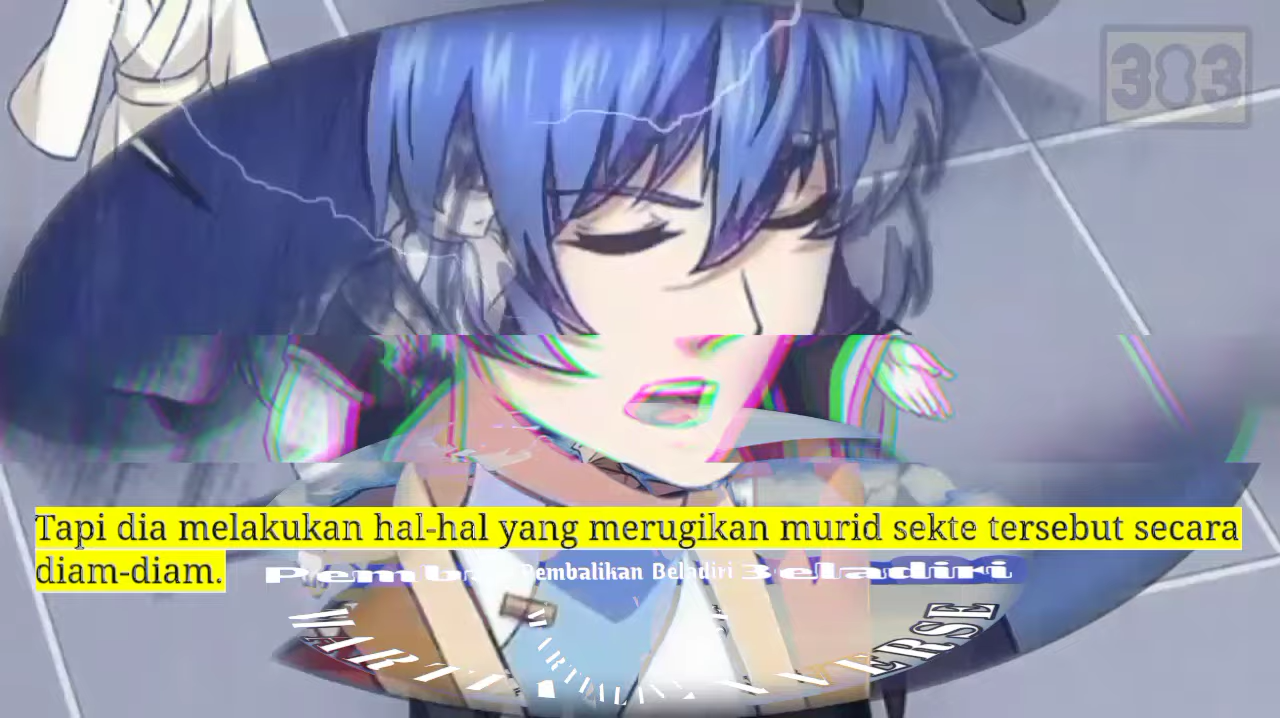 383
Tapi dia melakukan hal-hal yang merugikan murid sekte tersebut secara
diam-diam.
Pembalikan Beladiri